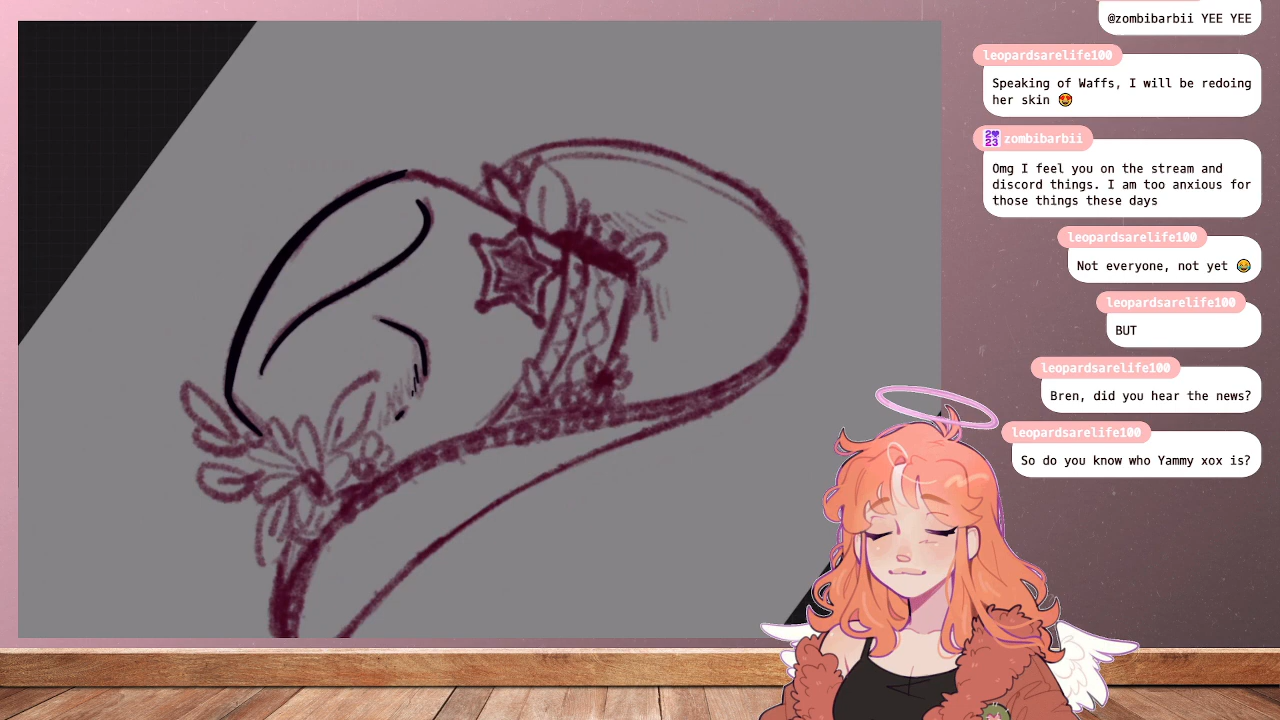 @zombibarbii YEE YEE
leopardsarelife100
Speaking of Waffs, I will be redoing
her skin 😍
2♥
23
zombibarbii
Omg I feel you on the stream and
discord things. I am too anxious for
those things these days
leopardsarelife100
Not everyone, not yet 😂
leopardsarelife100
BUT
leopardsarelife100
Bren, did you hear the news?
leopardsarelife100
So do you know who Yammy xox is?